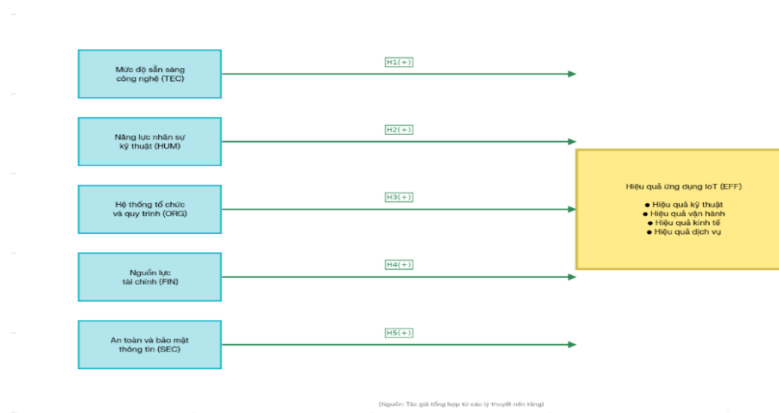 Mức độ sẵn sàng
công nghệ (TEC)
H1(+)
Năng lực nhân sự
kỹ thuật (HUM)
H2(+)
Hệ thống tổ chức
và quy trình (ORG)
H3(+)
Nguồn lực
tài chính (FIN)
H4(+)
An toàn và bảo mật
thông tin (SEC)
H5(+)
Hiệu quả ứng dụng IoT (EFF)
● Hiệu quả kỹ thuật
● Hiệu quả vận hành
● Hiệu quả kinh tế
● Hiệu quả dịch vụ
(Nguồn: Tác giả tổng hợp từ các lý thuyết nền tảng)